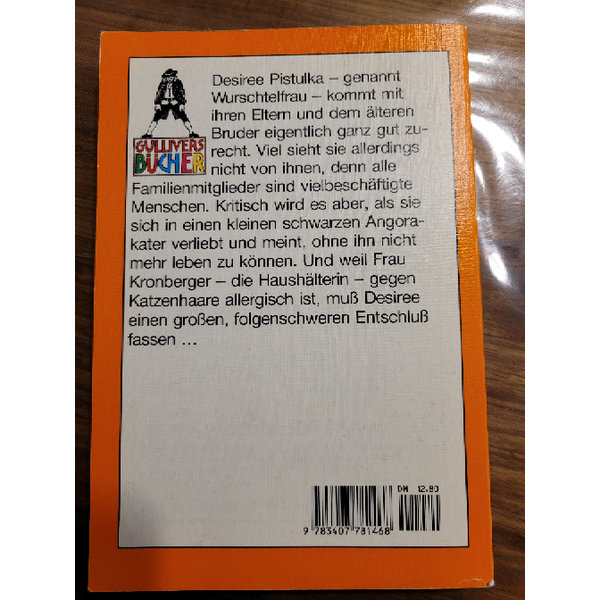 Desiree Pistulka – genannt
Wurschtelfrau – kommt mit
ihren Eltern und dem älteren
Bruder eigentlich ganz gut zu-
recht. Viel sieht sie allerdings
nicht von ihnen, denn alle
Familienmitglieder sind vielbeschäftigte
Menschen. Kritisch wird es aber, als sie
sich in einen kleinen schwarzen Angora-
kater verliebt und meint, ohne ihn nicht
mehr leben zu können. Und weil Frau
Kronberger – die Haushälterin – gegen
Katzenhaare allergisch ist, muß Desiree
einen großen, folgenschweren Entschluß
fassen ...
GULLIVERS
BÜCHER
DM 12.80
9 783407 781468